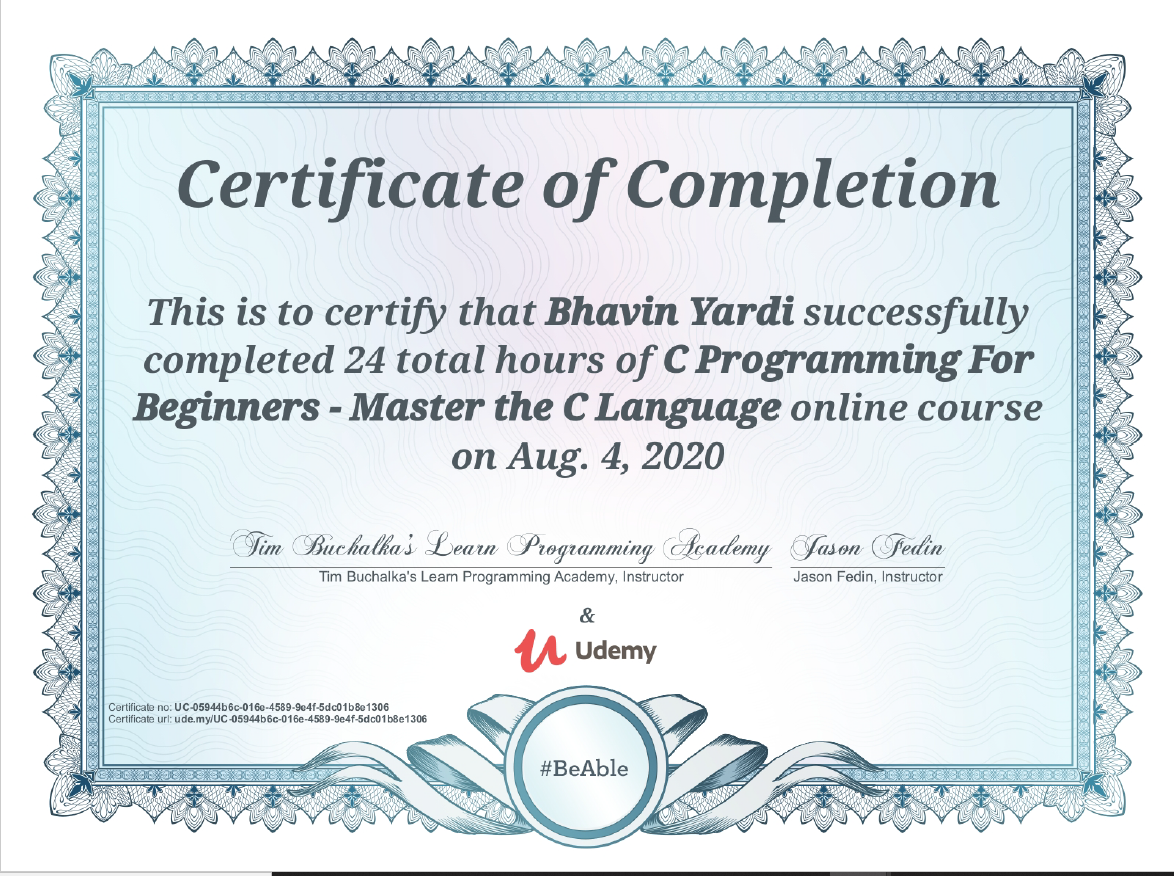 Certificate of Completion
This is to certify that Bhavin Yardi successfully
completed 24 total hours of C Programming For
Beginners - Master the C Language online course
on Aug. 4, 2020
Tim Buchalka's Learn Programming Academy Jason Fedin
Tim Buchalka's Learn Programming Academy, Instructor Jason Fedin, Instructor
&
Udemy
Certificate no: UC-05944b6c-016e-4589-9e4f-5dc01b8e1306
Certificate url: ude.my/UC-05944b6c-016e-4589-9e4f-5dc01b8e1306
#BeAble